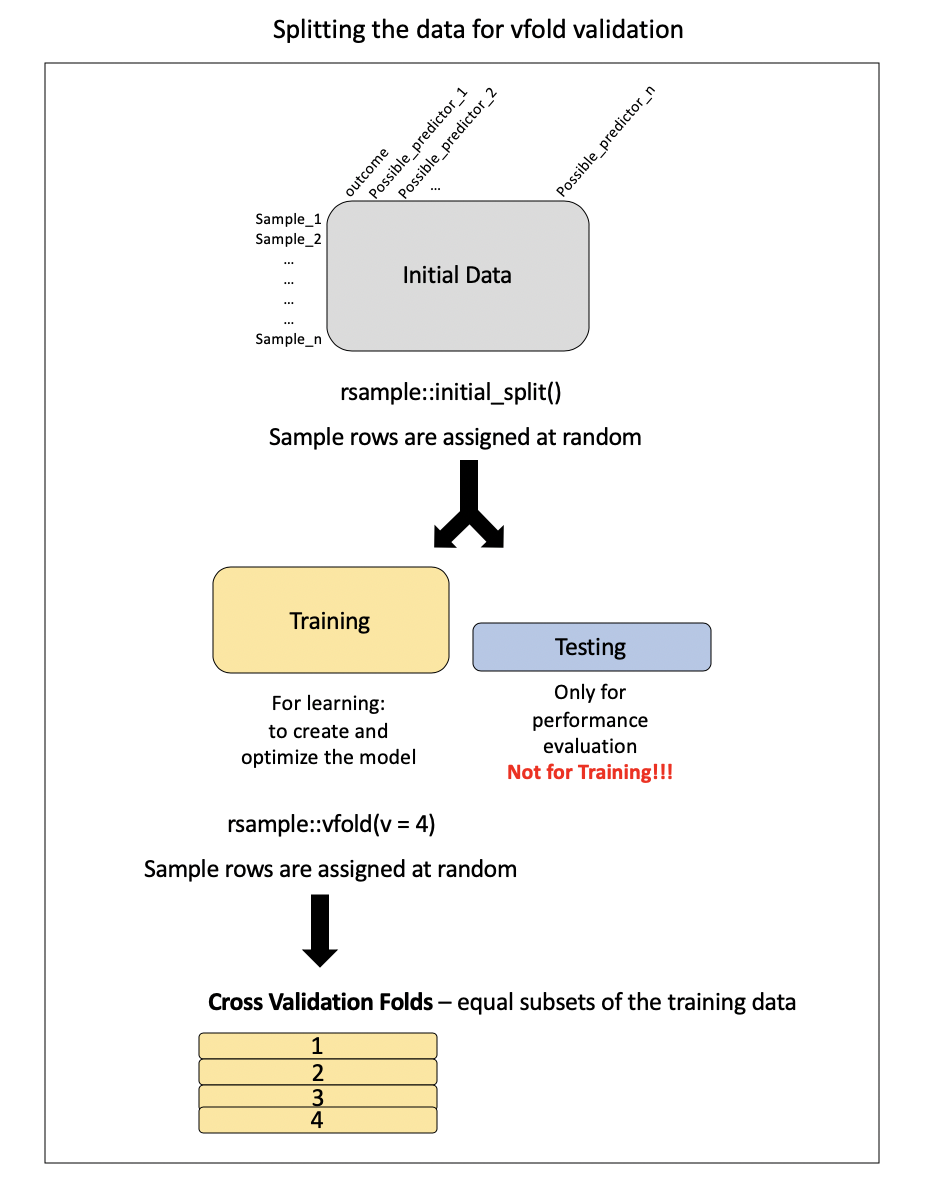 Splitting the data for vfold validation
outcome
Possible_predictor_1
Possible_predictor_2
...
Possible_predictor_n
Sample_1
Sample_2
...
...
...
...
Sample_n
Initial Data
rsample::initial_split()
Sample rows are assigned at random
Training
Testing
For learning:
to create and
optimize the model
Only for
performance
evaluation
Not for Training!!!
rsample::vfold(v = 4)
Sample rows are assigned at random
Cross Validation Folds – equal subsets of the training data
1
2
3
4